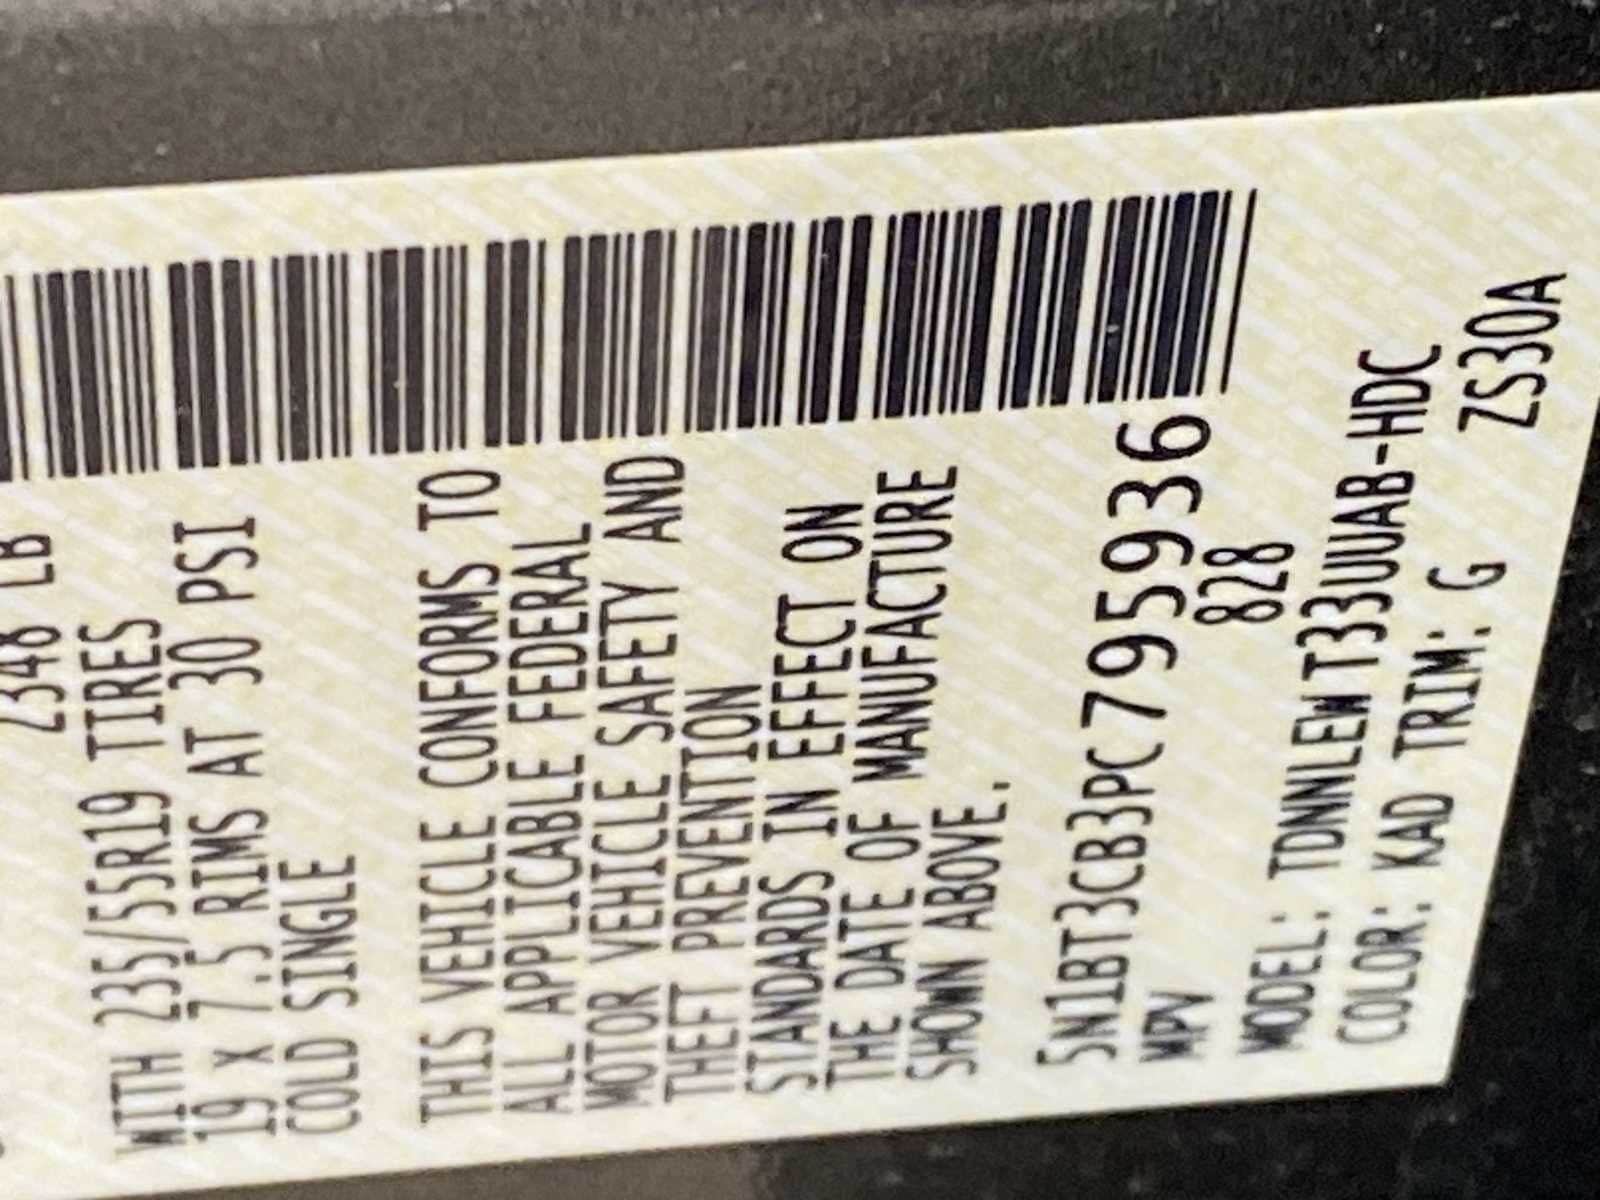 2348 LB
WITH 235/55R19 TIRES
19 X 7.5 RIMS AT 30 PSI
COLD SINGLE
THIS VEHICLE CONFORMS TO
ALL APPLICABLE FEDERAL
MOTOR VEHICLE SAFETY AND
THEFT PREVENTION
STANDARDS IN EFFECT ON
THE DATE OF MANUFACTURE
SHOWN ABOVE.
5N1BT3CB3PC795936
MPV 828
MODEL: TDNNLEWT33UUAB-HDC
COLOR: KAD TRIM: G ZS30A